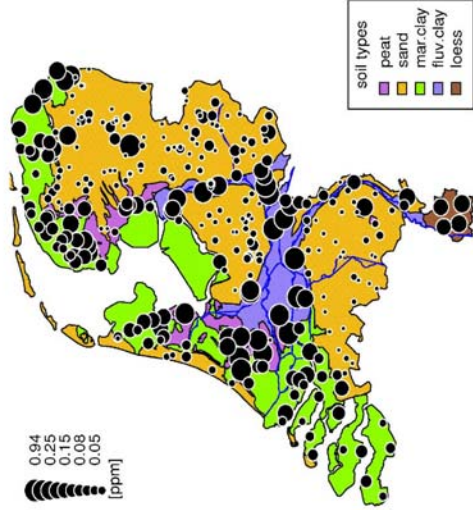 0.94
0.25
0.15
0.08
0.05
[ppm]
soil types
peat
sand
mar.clay
fluv.clay
loess